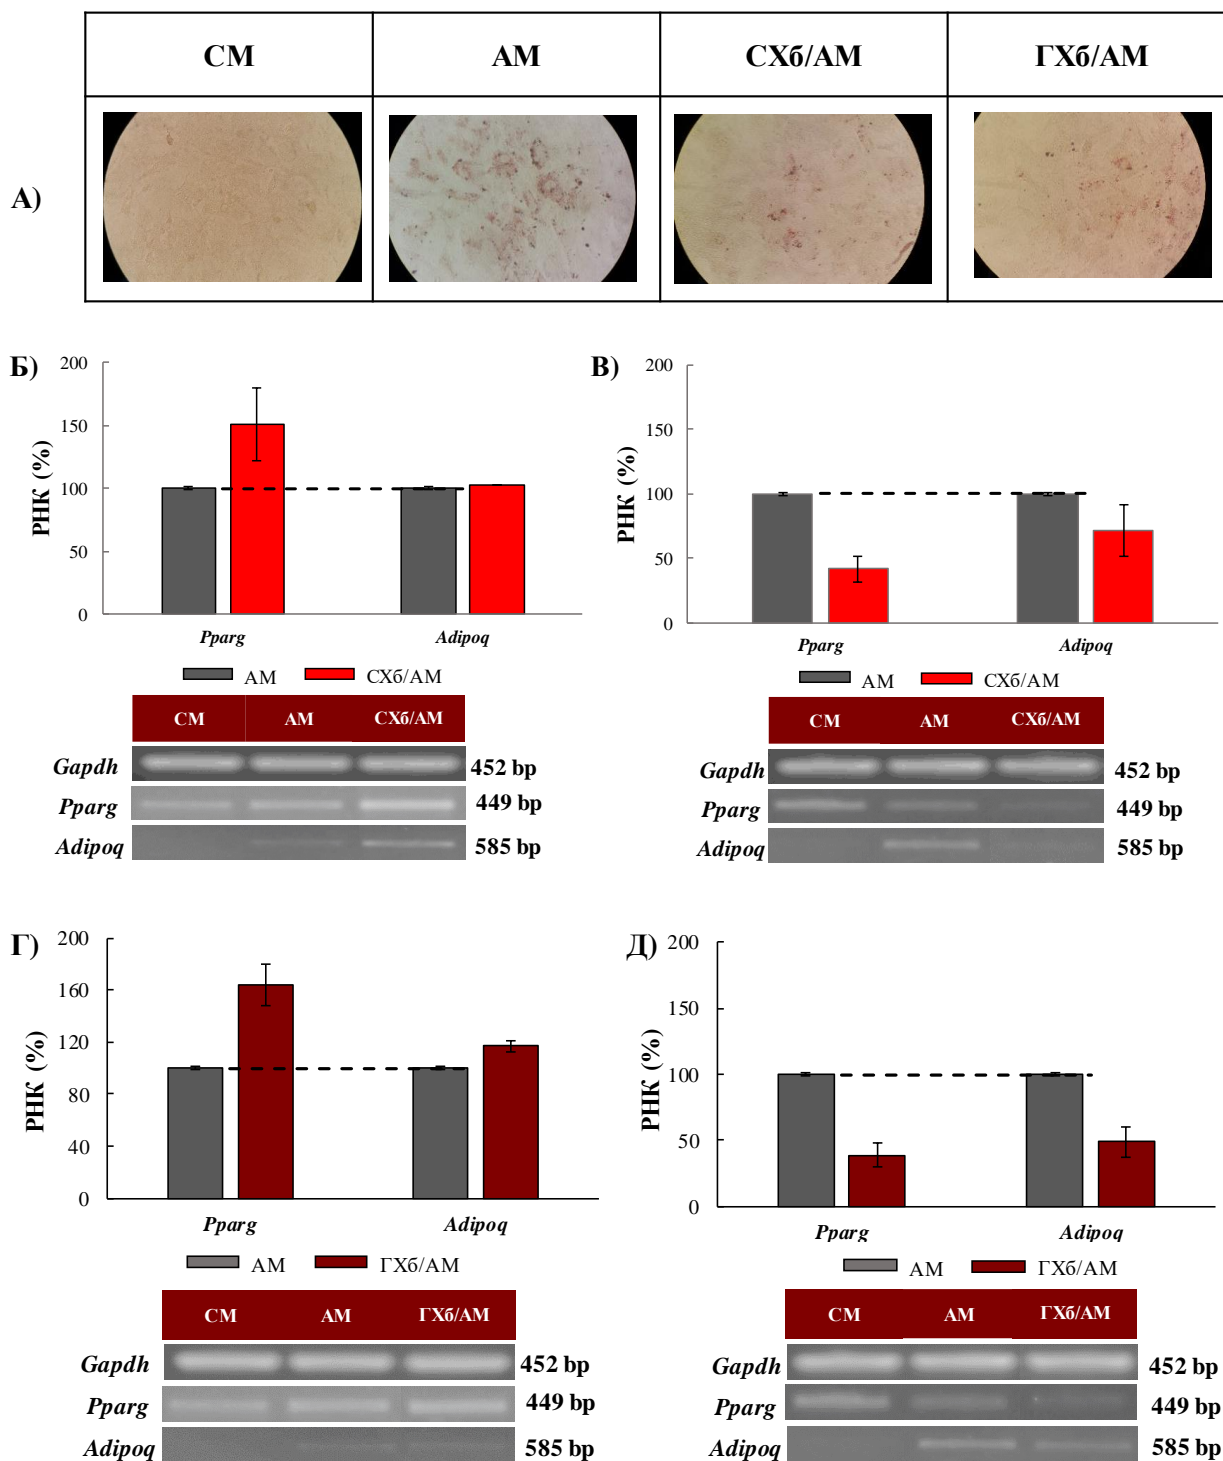 СМ АМ СХб/АМ ГХб/АМ
А)
Б)
200
150
100
50
0
РНК (%)
Pparg Adipoq
АМ СХб/АМ
СМ АМ СХб/АМ
Gapdh 452 bp
Pparg 449 bp
Adipoq 585 bp
В)
200
150
100
50
0
РНК (%)
Pparg Adipoq
АМ СХб/АМ
СМ АМ СХб/АМ
Gapdh 452 bp
Pparg 449 bp
Adipoq 585 bp
Г)
200
160
120
80
40
0
РНК (%)
Pparg Adipoq
АМ ГХб/АМ
СМ АМ ГХб/АМ
Gapdh 452 bp
Pparg 449 bp
Adipoq 585 bp
Д)
200
150
100
50
0
РНК (%)
Pparg Adipoq
АМ ГХб/АМ
СМ АМ ГХб/АМ
Gapdh 452 bp
Pparg 449 bp
Adipoq 585 bp